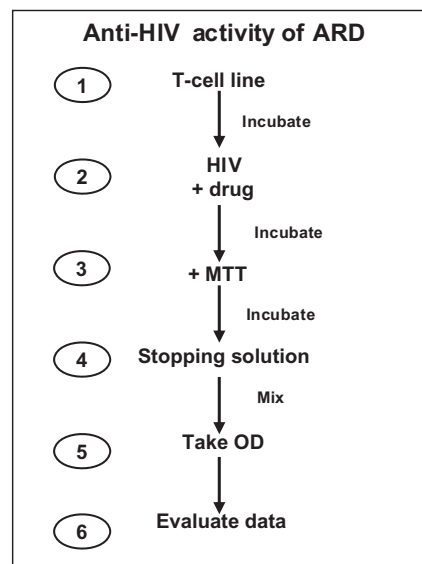 Anti-HIV activity of ARD
1 T-cell line
Incubate
2 HIV
+ drug
Incubate
3 + MTT
Incubate
4 Stopping solution
Mix
5 Take OD
6 Evaluate data